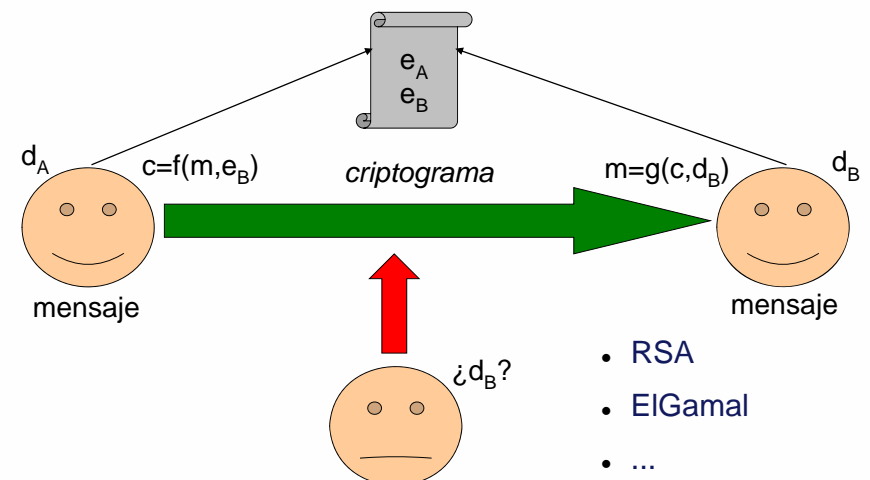 e_A
e_B
d_A
c=f(m,e_B)
criptograma
m=g(c,d_B)
d_B
mensaje
mensaje
¿d_B?
• RSA
• ElGamal
• ...